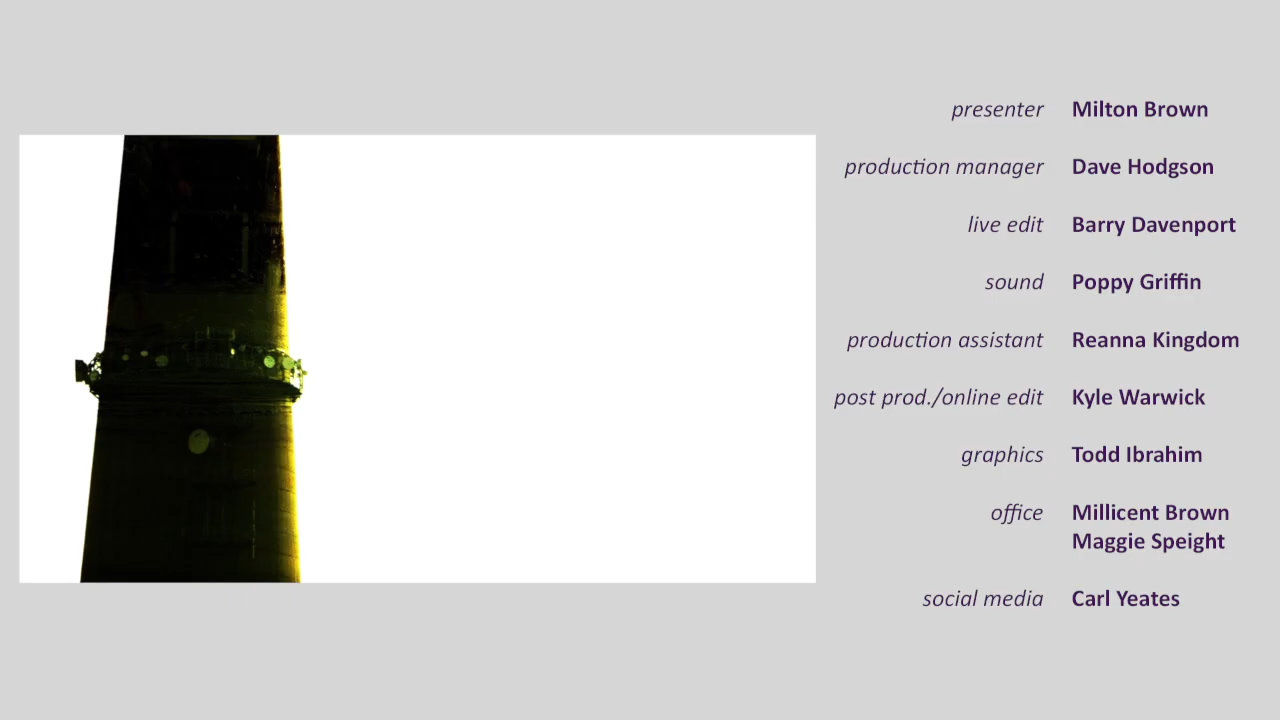 presenter Milton Brown
production manager Dave Hodgson
live edit Barry Davenport
sound Poppy Griffin
production assistant Reanna Kingdom
post prod./online edit Kyle Warwick
graphics Todd Ibrahim
office Millicent Brown
Maggie Speight
social media Carl Yeates